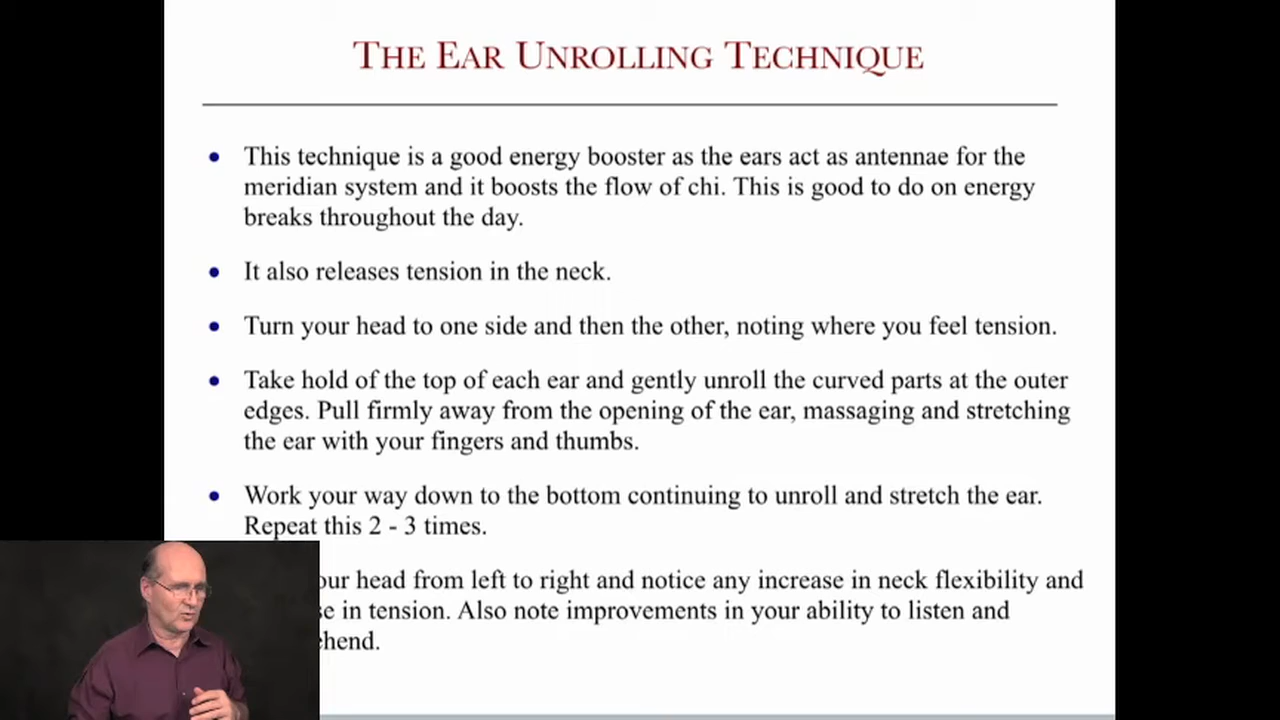 THE EAR UNROLLING TECHNIQUE
• This technique is a good energy booster as the ears act as antennae for the
meridian system and it boosts the flow of chi. This is good to do on energy
breaks throughout the day.
• It also releases tension in the neck.
• Turn your head to one side and then the other, noting where you feel tension.
• Take hold of the top of each ear and gently unroll the curved parts at the outer
edges. Pull firmly away from the opening of the ear, massaging and stretching
the ear with your fingers and thumbs.
• Work your way down to the bottom continuing to unroll and stretch the ear.
Repeat this 2 - 3 times.
head from left to right and notice any increase in neck flexibility and
in tension. Also note improvements in your ability to listen and